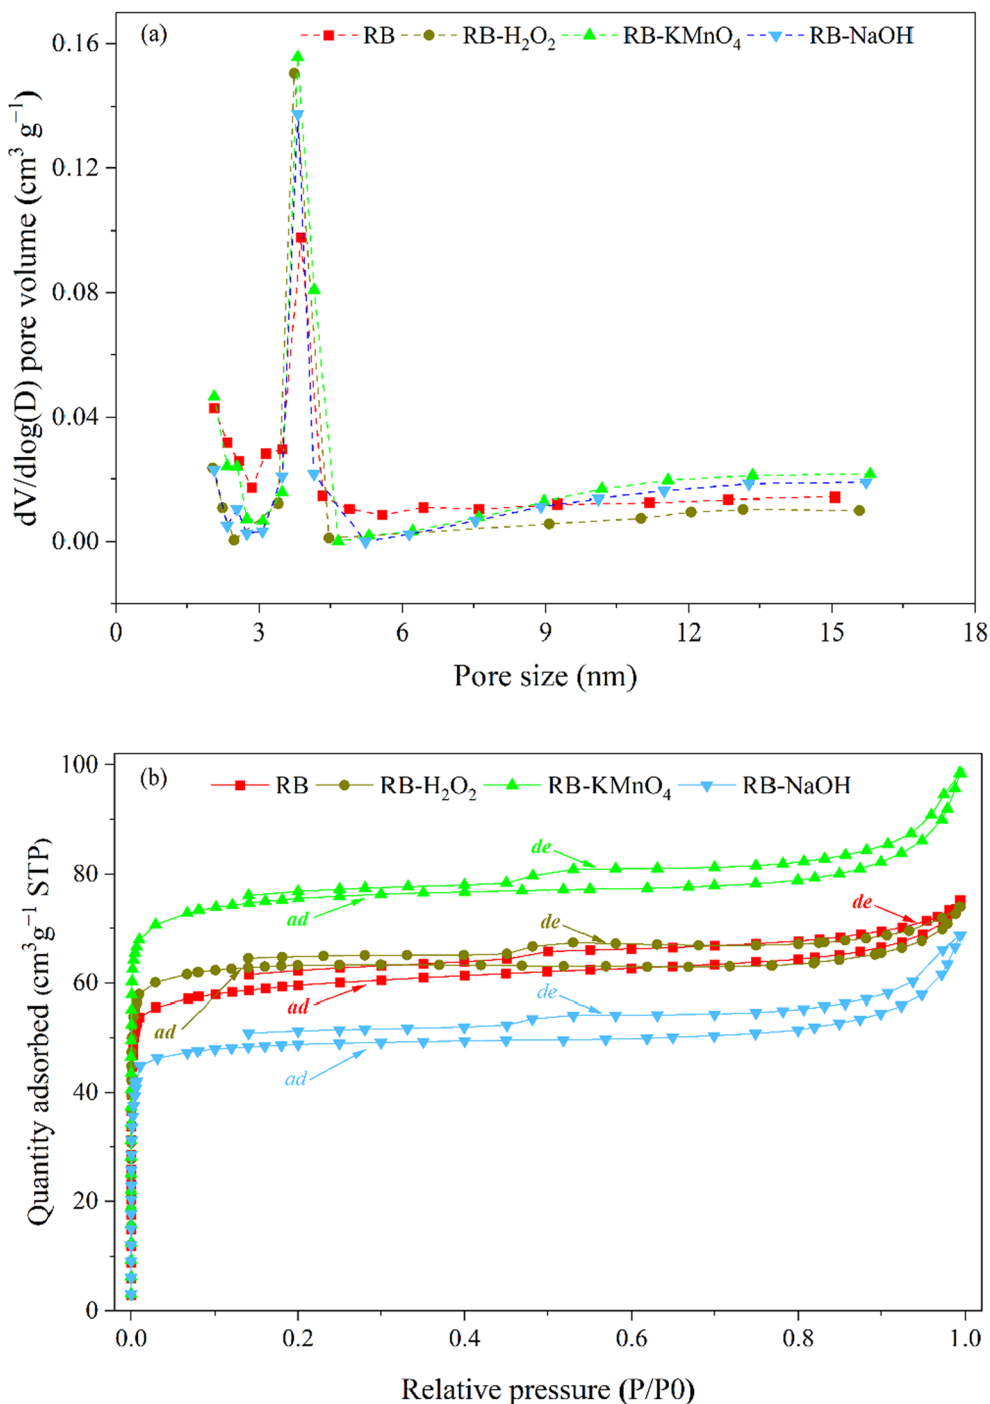 (a)
RB RB-H₂O₂ RB-KMnO₄ RB-NaOH
0.16
0.12
0.08
0.04
0.00
dV/dlog(D) pore volume (cm³ g⁻¹)
0 3 6 9 12 15 18
Pore size (nm)
(b)
RB RB-H₂O₂ RB-KMnO₄ RB-NaOH
100
80
60
40
20
0
Quantity adsorbed (cm³g⁻¹ STP)
de
ad
de
de
ad
ad
de
ad
0.0 0.2 0.4 0.6 0.8 1.0
Relative pressure (P/P0)